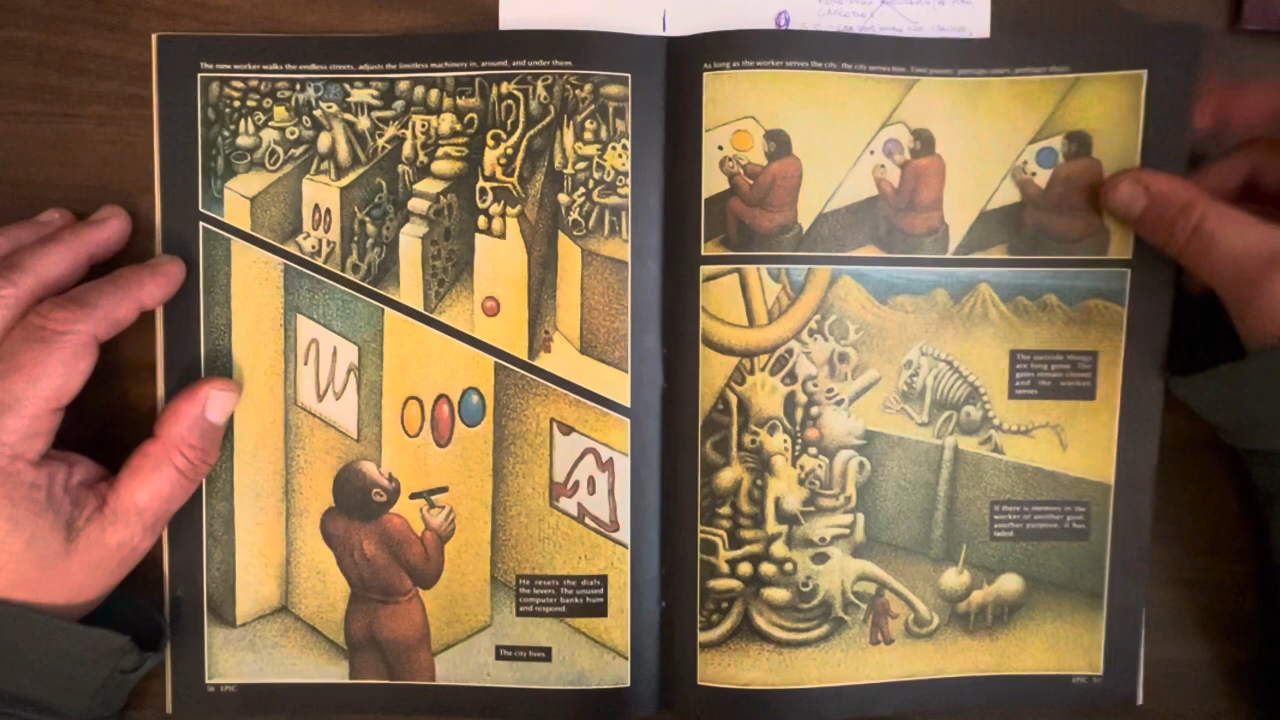 The new worker walks the endless streets, adjusts the limitless machinery in, around, and under them.
He resets the dials,
the levers. The unused
computer banks hum
and respond.
The city lives.
56 EPIC
As long as the worker serves the city, the city serves him.
The outside things
are long gone. The
gates remain closed
and the worker
serves.
If there is memory in the
worker of another goal,
another purpose, it has
faded.
EPIC